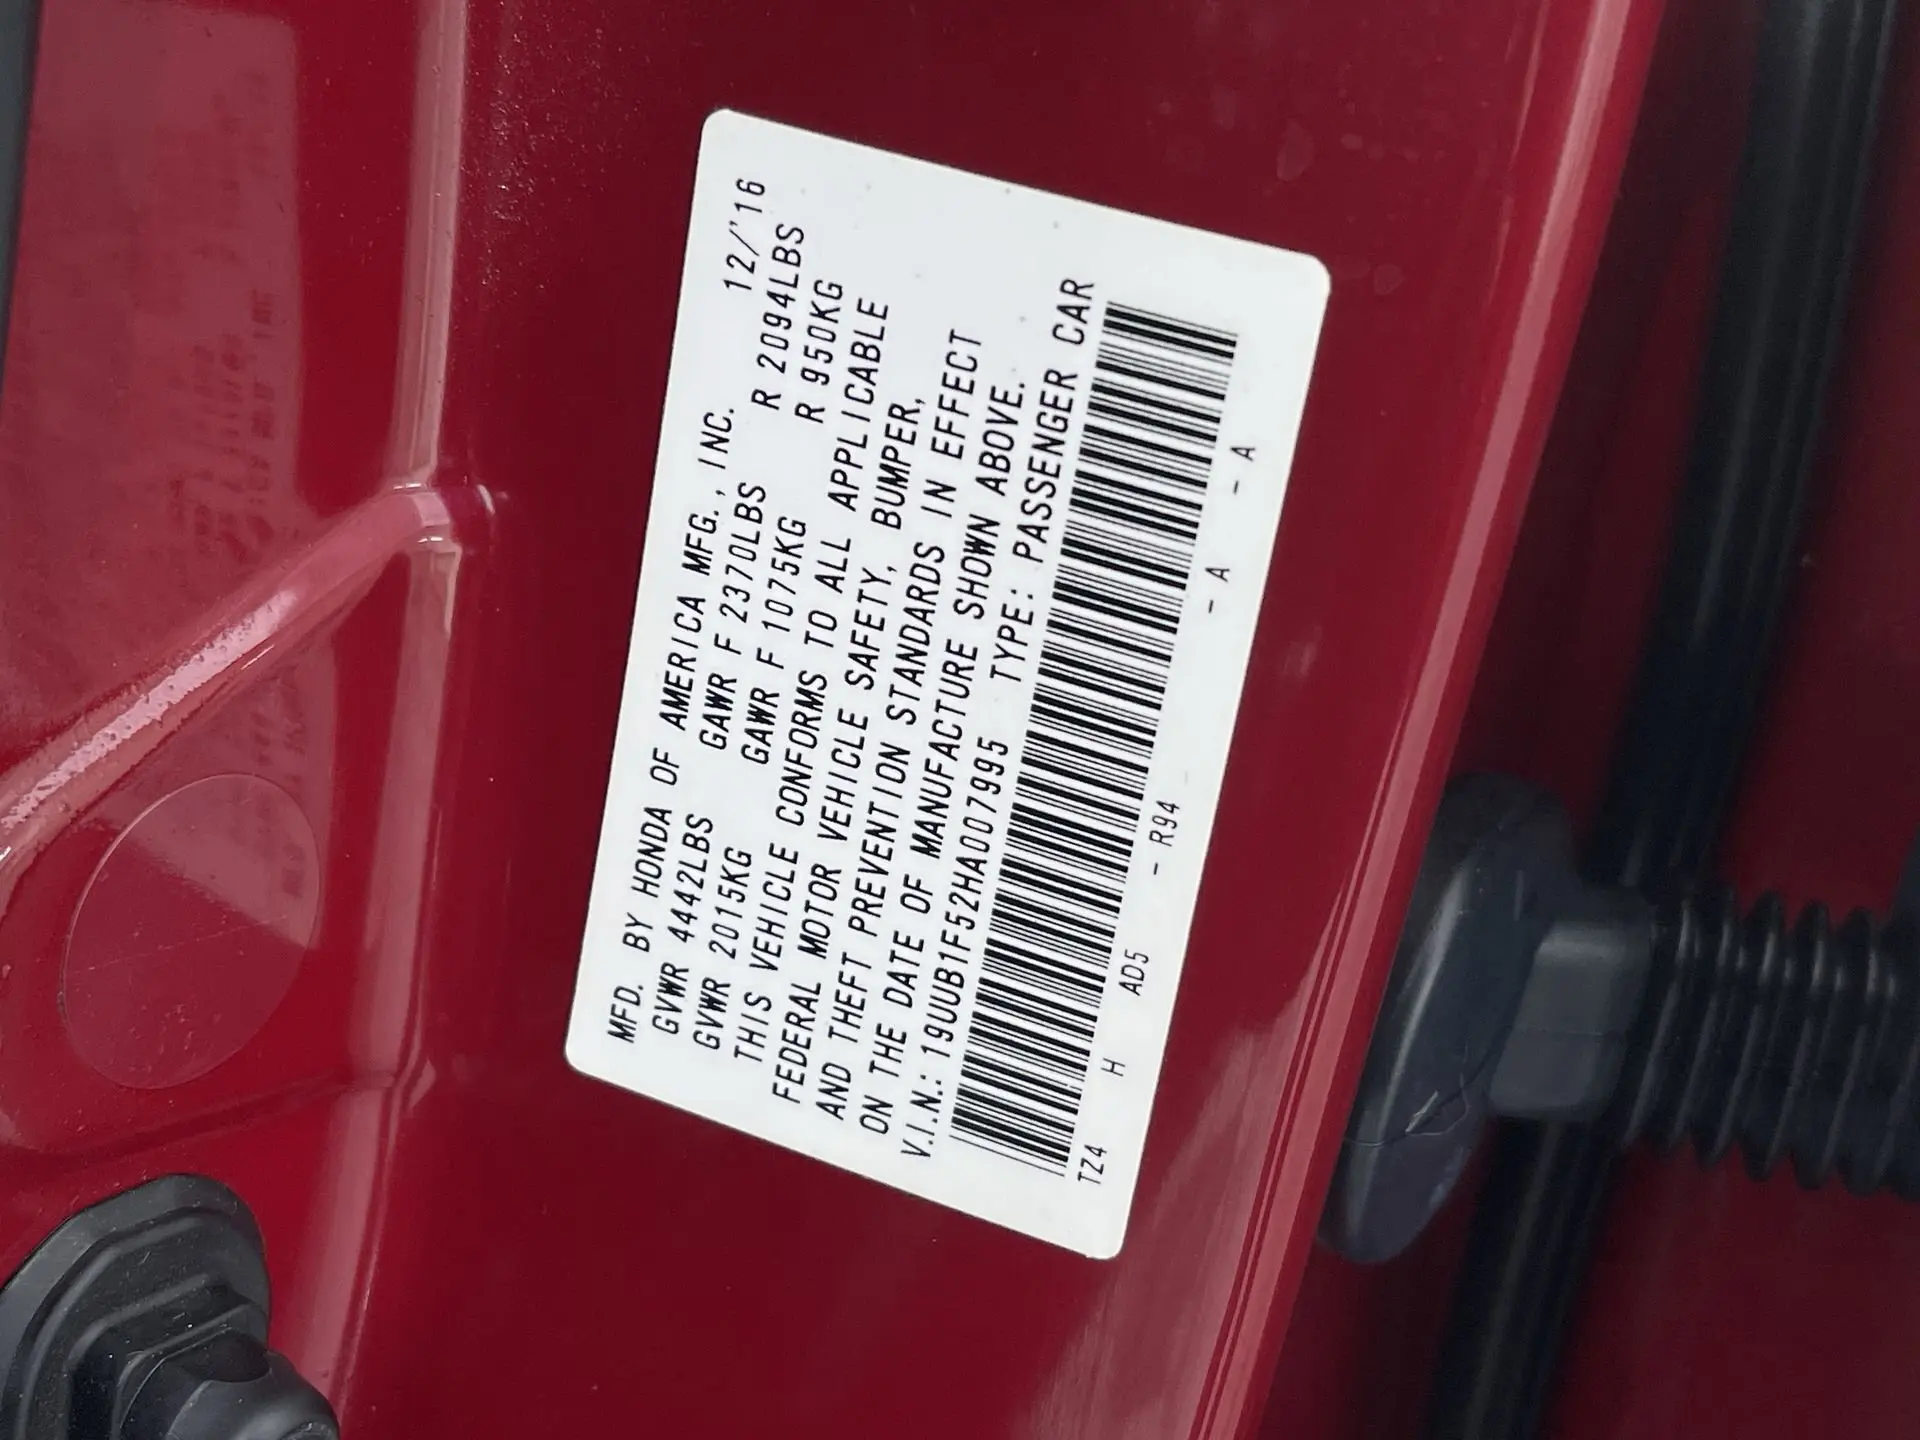 MFD. BY HONDA OF AMERICA MFG., INC. 12/'16
GVWR 4442LBS GAWR F 2370LBS R 2094LBS
GVWR 2015KG GAWR F 1075KG R 950KG
THIS VEHICLE CONFORMS TO ALL APPLICABLE
FEDERAL MOTOR VEHICLE SAFETY, BUMPER,
AND THEFT PREVENTION STANDARDS IN EFFECT
ON THE DATE OF MANUFACTURE SHOWN ABOVE.
V.I.N.: 19UUB1F52HA007995 TYPE: PASSENGER CAR
TZ4 H AD5 - R94 - A - A